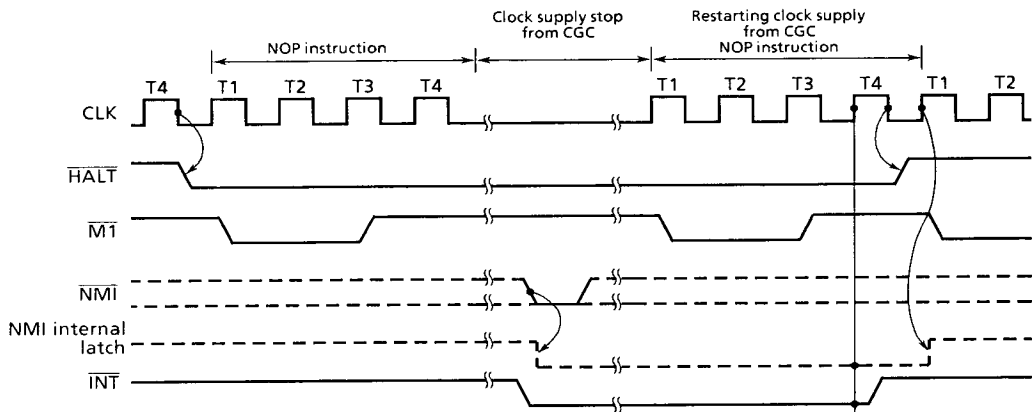 Clock supply stop
from CGC
Restarting clock supply
from CGC
NOP instruction
NOP instruction
T4 T1 T2 T3 T4 T1 T2 T3 T4 T1 T2
CLK
HALT
M1
NMI
NMI internal
latch
INT